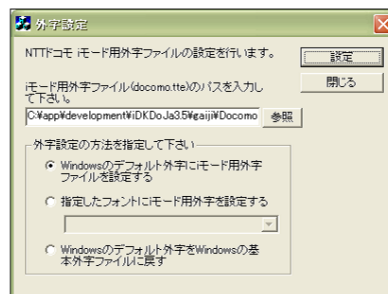 外字設定
NTTドコモ iモード用外字ファイルの設定を行います。
設定
閉じる
iモード用外字ファイル(docomo.tte)のパスを入力し
て下さい。
C:¥app¥development¥iDKDoJa3.5¥gaiji¥Docomo
参照
外字設定の方法を指定して下さい
Windowsのデフォルト外字にiモード用外字
ファイルを設定する
指定したフォントにiモード用外字を設定する
Windowsのデフォルト外字をWindowsの基
本外字ファイルに戻す